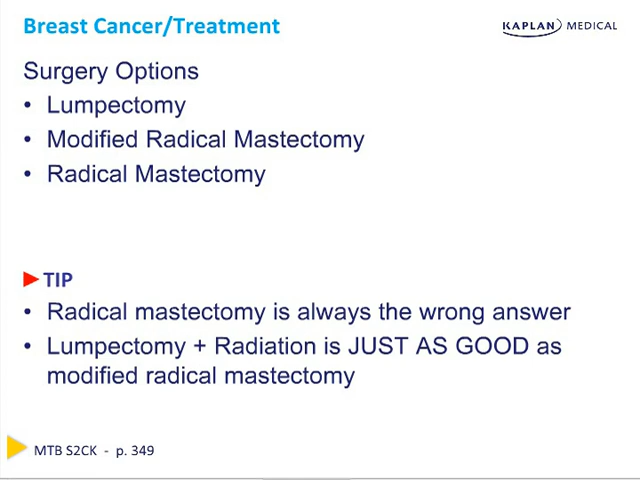 Breast Cancer/Treatment
KAPLAN MEDICAL
Surgery Options
• Lumpectomy
• Modified Radical Mastectomy
• Radical Mastectomy
TIP
• Radical mastectomy is always the wrong answer
• Lumpectomy + Radiation is JUST AS GOOD as
modified radical mastectomy
MTB S2CK - p. 349